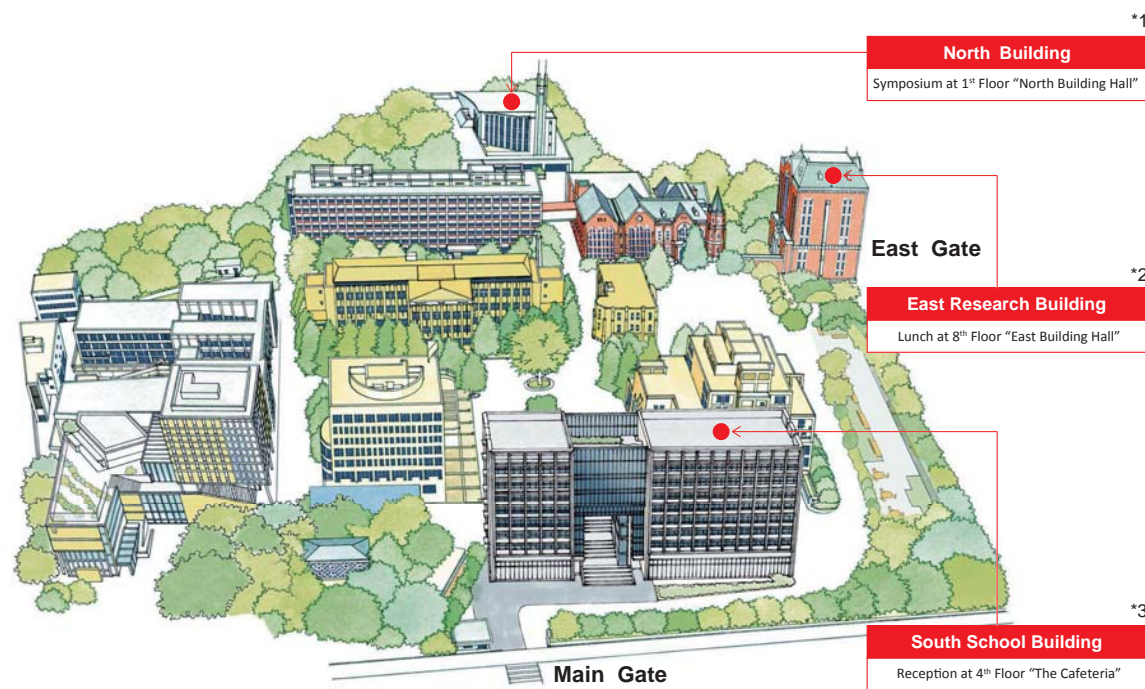 *1
North Building
Symposium at 1st Floor “North Building Hall”
East Gate
*2
East Research Building
Lunch at 8th Floor “East Building Hall”
*3
South School Building
Reception at 4th Floor “The Cafeteria”
Main Gate